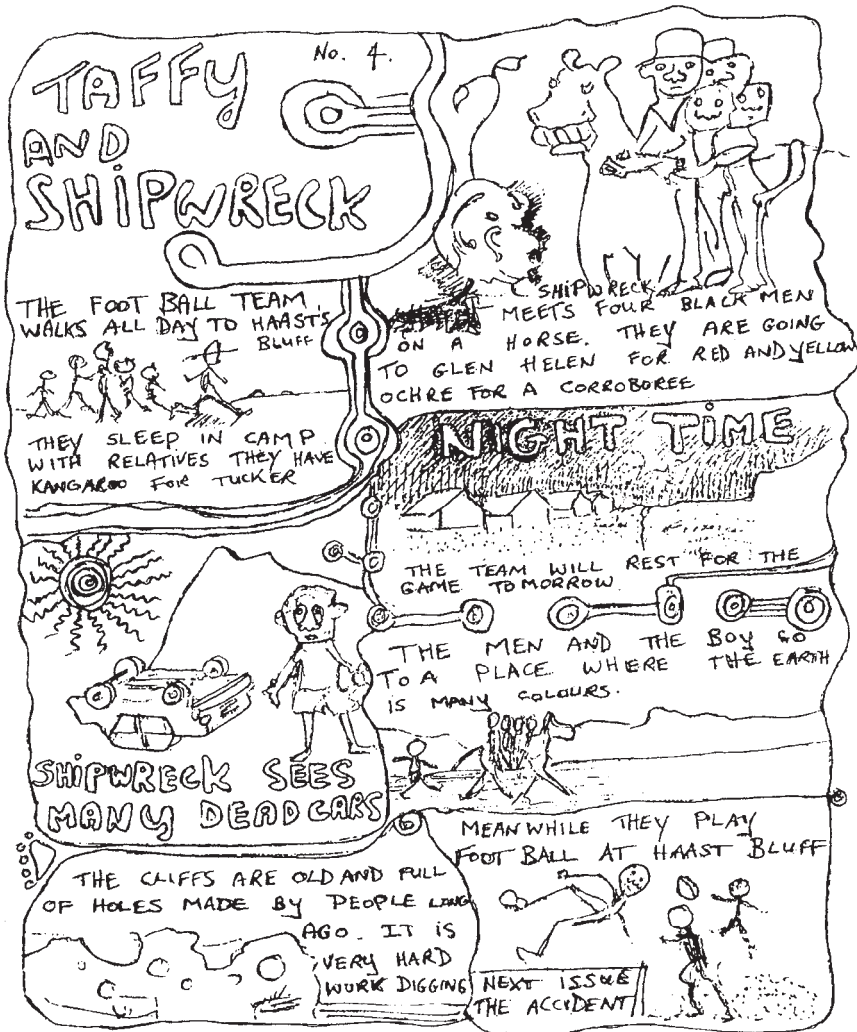 No. 4.
TAFFY
AND
SHIPWRECK
THE FOOT BALL TEAM
WALKS ALL DAY TO HAAST'S
BLUFF
THEY SLEEP IN CAMP
WITH RELATIVES THEY HAVE
KANGAROO FOR TUCKER
SHIPWRECK
MEETS FOUR BLACK MEN
ON A HORSE. THEY ARE GOING
TO GLEN HELEN FOR RED AND YELLOW
OCHRE FOR A CORROBOREE
NIGHT TIME
THE TEAM WILL REST FOR THE
GAME TOMORROW
SHIPWRECK SEES
MANY DEAD CARS
THE MEN AND THE BOY GO
TO A PLACE WHERE THE EARTH
IS MANY COLOURS.
THE CLIFFS ARE OLD AND FULL
OF HOLES MADE BY PEOPLE LONG
AGO. IT IS
VERY HARD
WORK DIGGING
MEANWHILE THEY PLAY
FOOT BALL AT HAAST BLUFF
NEXT ISSUE
THE ACCIDENT